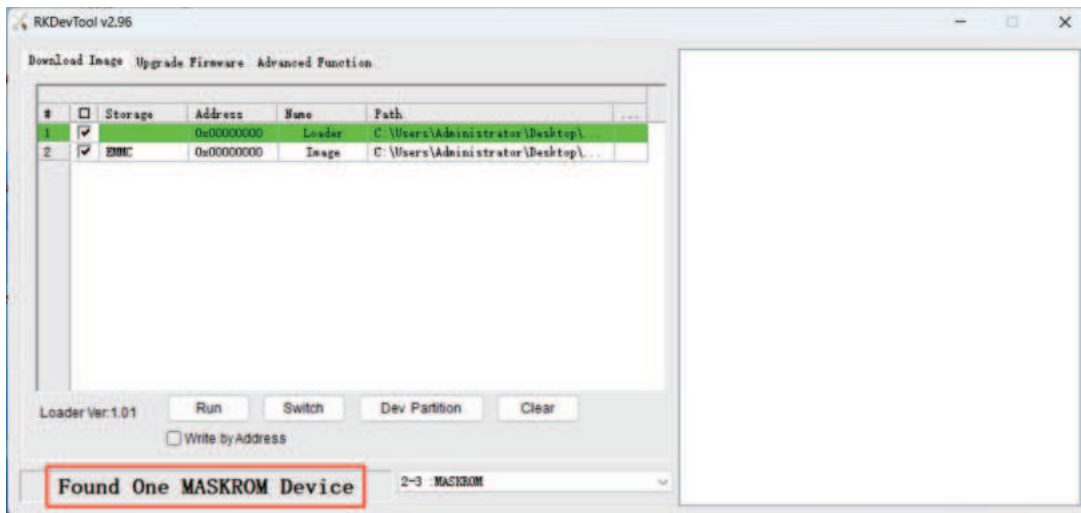 RKDevTool v2.96
Download Image Upgrade Firmware Advanced Function
# Storage Address Name Path ...
1 0x00000000 Loader C:\Users\Administrator\Desktop\...
2 EMMC 0x00000000 Image C:\Users\Administrator\Desktop\...
Loader Ver:1.01 Run Switch Dev Partition Clear
Write by Address
Found One MASKROM Device 2-3 :MASKROM